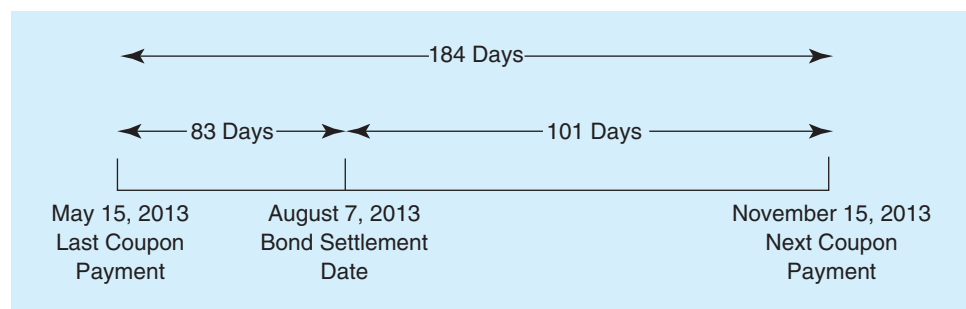 184 Days
83 Days
101 Days
May 15, 2013
Last Coupon
Payment
August 7, 2013
Bond Settlement
Date
November 15, 2013
Next Coupon
Payment